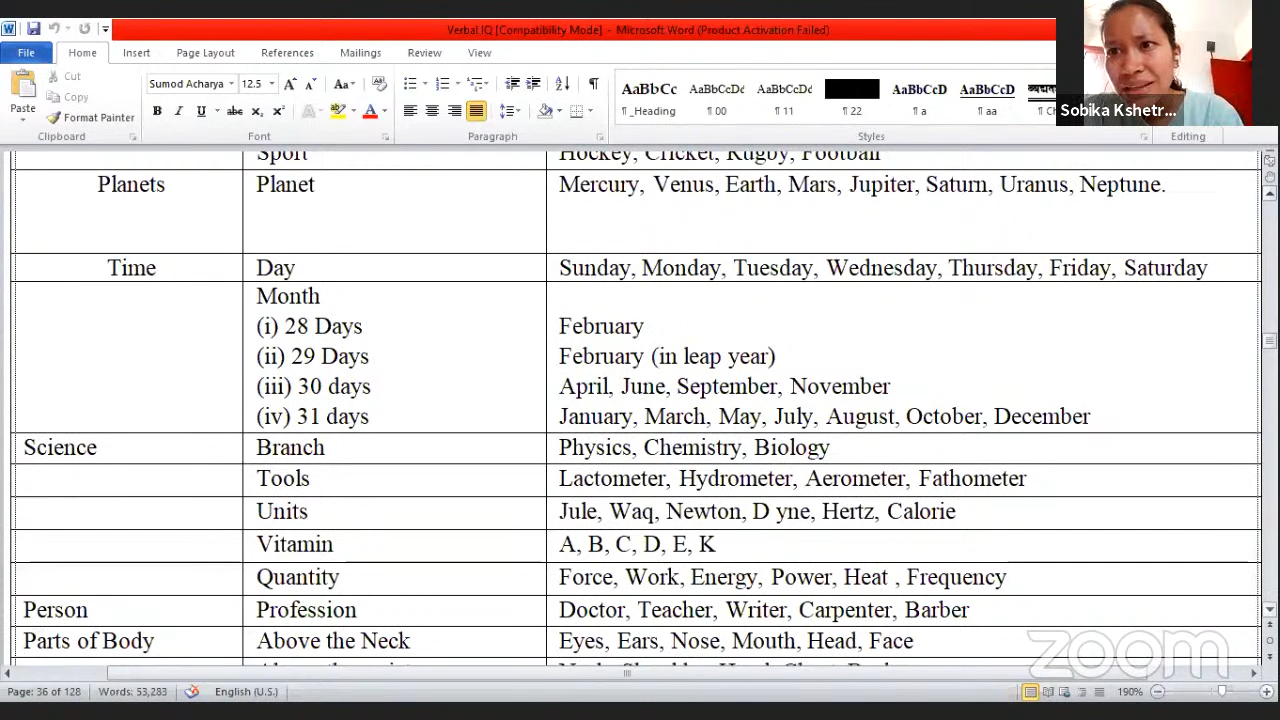 Verbal IQ [Compatibility Mode] - Microsoft Word (Product Activation Failed)
File Home Insert Page Layout References Mailings Review View
Cut
Copy
Format Painter
Paste
Sumod Acharya 12.5
AaBbCc AaBbCcDc AaBbCcDc AaBbCcD AaBbCcD
¶ _Heading ¶ 00 ¶ 11 ¶ 22 ¶ a ¶ aa
Clipboard Font Paragraph Styles Editing
Sobika Kshetr...
Sport Hockey, Cricket, Rugby, Football
Planets Planet Mercury, Venus, Earth, Mars, Jupiter, Saturn, Uranus, Neptune.
Time Day Sunday, Monday, Tuesday, Wednesday, Thursday, Friday, Saturday
Month
(i) 28 Days February
(ii) 29 Days February (in leap year)
(iii) 30 days April, June, September, November
(iv) 31 days January, March, May, July, August, October, December
Science Branch Physics, Chemistry, Biology
Tools Lactometer, Hydrometer, Aerometer, Fathometer
Units Jule, Waq, Newton, D yne, Hertz, Calorie
Vitamin A, B, C, D, E, K
Quantity Force, Work, Energy, Power, Heat , Frequency
Person Profession Doctor, Teacher, Writer, Carpenter, Barber
Parts of Body Above the Neck Eyes, Ears, Nose, Mouth, Head, Face
zoom
Page: 36 of 128 Words: 53,283 English (U.S.) 190%